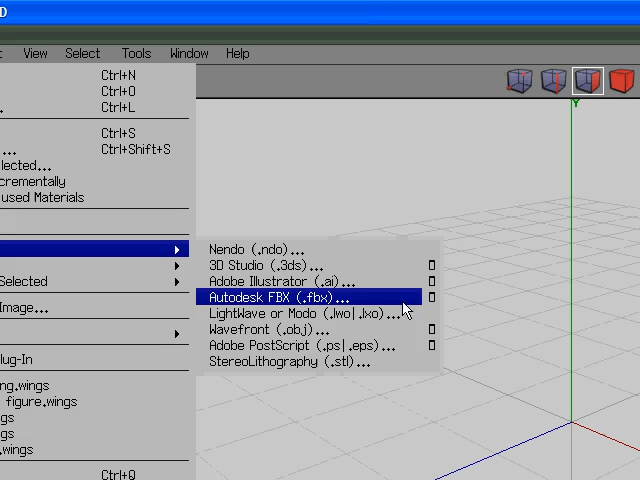 D
View Select Tools Window Help
Ctrl+N
Ctrl+O
. Ctrl+L
Ctrl+S
... Ctrl+Shift+S
lected...
ncrementally
used Materials
Selected
Image...
lug-In
ng.wings
figure.wings
gs
gs
.wings
Ctrl+Q
Nendo (.ndo)...
3D Studio (.3ds)...
Adobe Illustrator (.ai)...
Autodesk FBX (.fbx)...
LightWave or Modo (.lwo|.lxo)...
Wavefront (.obj)...
Adobe PostScript (.ps|.eps)...
StereoLithography (.stl)...
Y